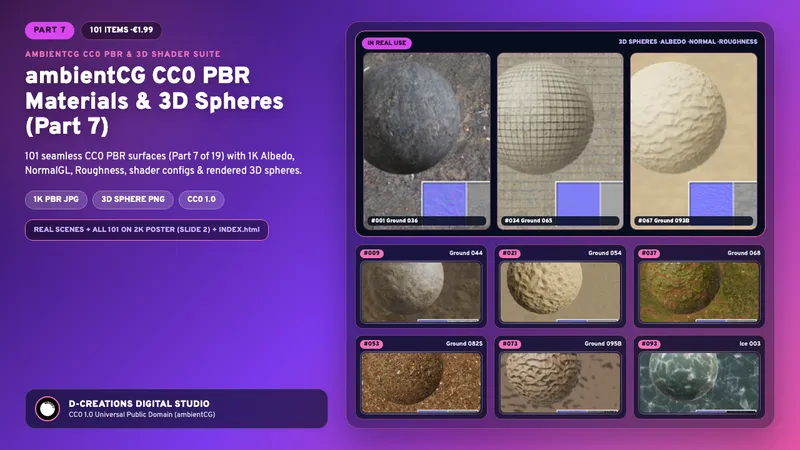 PART 7
101 ITEMS · €1.99
AMBIENTCG CC0 PBR & 3D SHADER SUITE
ambientCG CC0 PBR
Materials & 3D Spheres
(Part 7)
101 seamless CC0 PBR surfaces (Part 7 of 19) with 1K Albedo,
NormalGL, Roughness, shader configs & rendered 3D spheres.
1K PBR JPG
3D SPHERE PNG
CC0 1.0
REAL SCENES + ALL 101 ON 2K POSTER (SLIDE 2) + INDEX.html
D-CREATIONS DIGITAL STUDIO
CC0 1.0 Universal Public Domain (ambientCG)
IN REAL USE
3D SPHERES · ALBEDO · NORMAL · ROUGHNESS
#001 Ground 036
#034 Ground 065
#067 Ground 093B
#009
Ground 044
#021
Ground 054
#037
Ground 068
#053
Ground 082S
#073
Ground 095B
#093
Ice 003